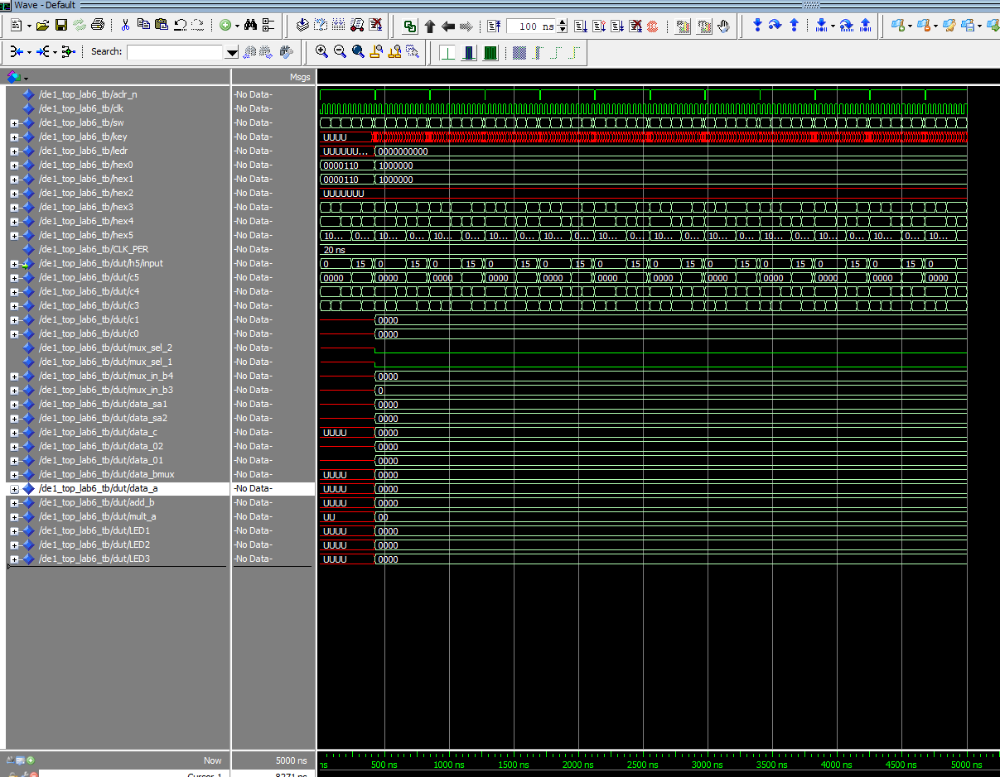 Wave - Default
100 ns
Search:
Msgs
/de1_top_lab6_tb/aclr_n -No Data-
/de1_top_lab6_tb/clk -No Data-
/de1_top_lab6_tb/sw -No Data-
/de1_top_lab6_tb/key -No Data- UUUU
/de1_top_lab6_tb/ledr -No Data- UUUUUU... 0000000000
/de1_top_lab6_tb/hex0 -No Data- 0000110 1000000
/de1_top_lab6_tb/hex1 -No Data- 0000110 1000000
/de1_top_lab6_tb/hex2 -No Data- UUUUUUU
/de1_top_lab6_tb/hex3 -No Data-
/de1_top_lab6_tb/hex4 -No Data-
/de1_top_lab6_tb/hex5 -No Data- 10... 0... 10... 0... 10... 0... 10... 0... 10... 0... 10... 0... 10... 0... 10... 0... 10... 0... 10... 0... 10... 0... 10...
/de1_top_lab6_tb/CLK_PER -No Data- 20 ns
/de1_top_lab6_tb/dut/h5/input -No Data- 0 15 0 15 0 15 0 15 0 15 0 15 0 15 0 15 0 15 0 15 0 15 0
/de1_top_lab6_tb/dut/c5 -No Data- 0000 0000 0000 0000 0000 0000 0000 0000 0000 0000 0000 0000
/de1_top_lab6_tb/dut/c4 -No Data-
/de1_top_lab6_tb/dut/c3 -No Data-
/de1_top_lab6_tb/dut/c1 -No Data- 0000
/de1_top_lab6_tb/dut/c0 -No Data- 0000
/de1_top_lab6_tb/dut/mux_sel_2 -No Data-
/de1_top_lab6_tb/dut/mux_sel_1 -No Data-
/de1_top_lab6_tb/dut/mux_in_b4 -No Data- 0000
/de1_top_lab6_tb/dut/mux_in_b3 -No Data- 0
/de1_top_lab6_tb/dut/data_sa1 -No Data- 0000
/de1_top_lab6_tb/dut/data_sa2 -No Data- 0000
/de1_top_lab6_tb/dut/data_c -No Data- UUUU 0000
/de1_top_lab6_tb/dut/data_02 -No Data- 0000
/de1_top_lab6_tb/dut/data_01 -No Data- 0000
/de1_top_lab6_tb/dut/data_bmux -No Data- UUUU 0000
/de1_top_lab6_tb/dut/data_a -No Data- UUUU 0000
/de1_top_lab6_tb/dut/add_b -No Data- UUUU 0000
/de1_top_lab6_tb/dut/mult_a -No Data- UU 00
/de1_top_lab6_tb/dut/LED1 -No Data- UUUU 0000
/de1_top_lab6_tb/dut/LED2 -No Data- UUUU 0000
/de1_top_lab6_tb/dut/LED3 -No Data- UUUU 0000
Now 5000 ns ns 500 ns 1000 ns 1500 ns 2000 ns 2500 ns 3000 ns 3500 ns 4000 ns 4500 ns 5000 ns
Cursor 1 8271 ns